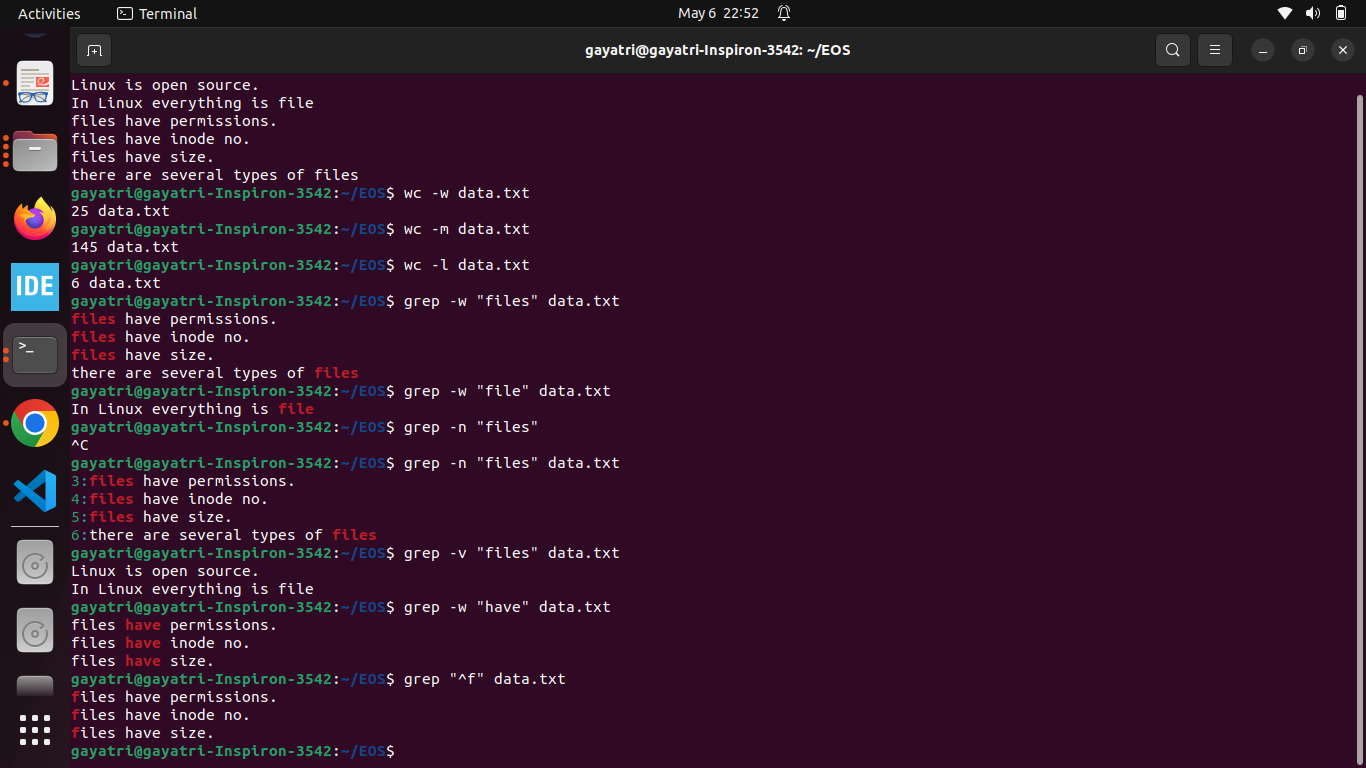 Activities Terminal May 6 22:52
gayatri@gayatri-Inspiron-3542: ~/EOS
Linux is open source.
In Linux everything is file
files have permissions.
files have inode no.
files have size.
there are several types of files
gayatri@gayatri-Inspiron-3542:~/EOS$ wc -w data.txt
25 data.txt
gayatri@gayatri-Inspiron-3542:~/EOS$ wc -m data.txt
145 data.txt
gayatri@gayatri-Inspiron-3542:~/EOS$ wc -l data.txt
6 data.txt
gayatri@gayatri-Inspiron-3542:~/EOS$ grep -w "files" data.txt
files have permissions.
files have inode no.
files have size.
there are several types of files
gayatri@gayatri-Inspiron-3542:~/EOS$ grep -w "file" data.txt
In Linux everything is file
gayatri@gayatri-Inspiron-3542:~/EOS$ grep -n "files"
^C
gayatri@gayatri-Inspiron-3542:~/EOS$ grep -n "files" data.txt
3:files have permissions.
4:files have inode no.
5:files have size.
6:there are several types of files
gayatri@gayatri-Inspiron-3542:~/EOS$ grep -v "files" data.txt
Linux is open source.
In Linux everything is file
gayatri@gayatri-Inspiron-3542:~/EOS$ grep -w "have" data.txt
files have permissions.
files have inode no.
files have size.
gayatri@gayatri-Inspiron-3542:~/EOS$ grep "^f" data.txt
files have permissions.
files have inode no.
files have size.
gayatri@gayatri-Inspiron-3542:~/EOS$
IDE
>_